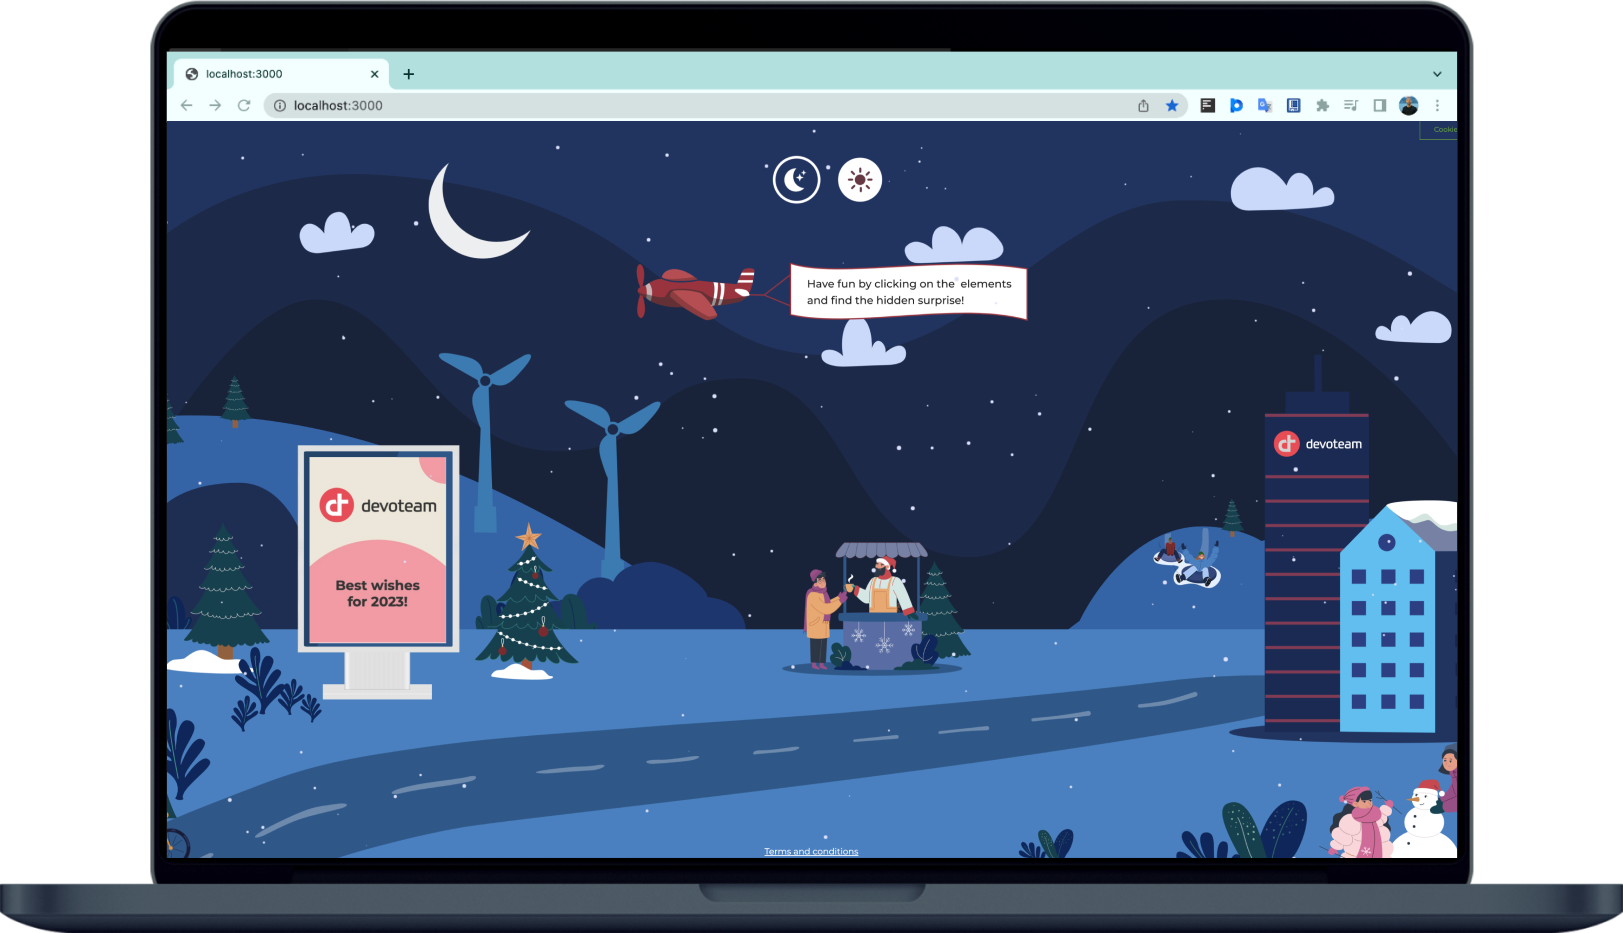 localhost:3000
localhost:3000
Cookie
Have fun by clicking on the elements
and find the hidden surprise!
devoteam
devoteam
Best wishes
for 2023!
Terms and conditions